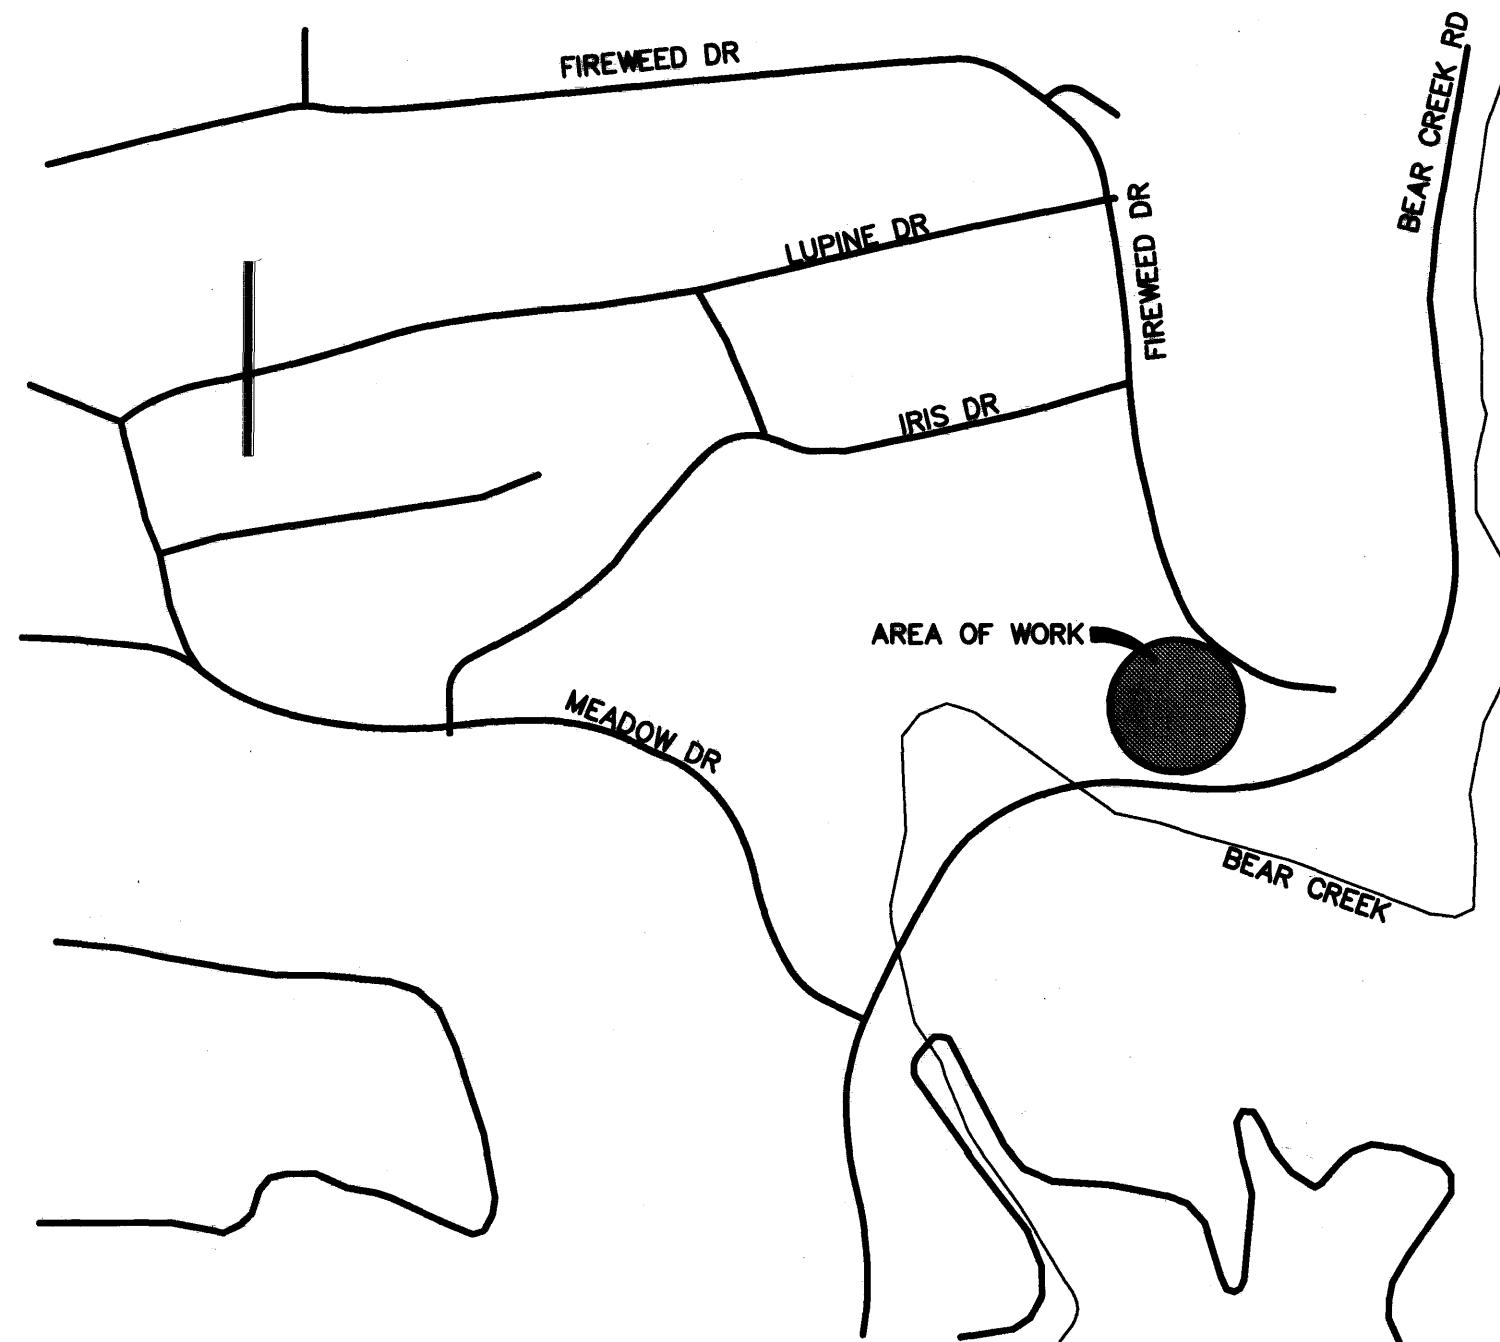 BEAR CREEK RD
FIREWEED DR
LUPINE DR
FIREWEED DR
IRIS DR
AREA OF WORK
MEADOW DR
BEAR CREEK